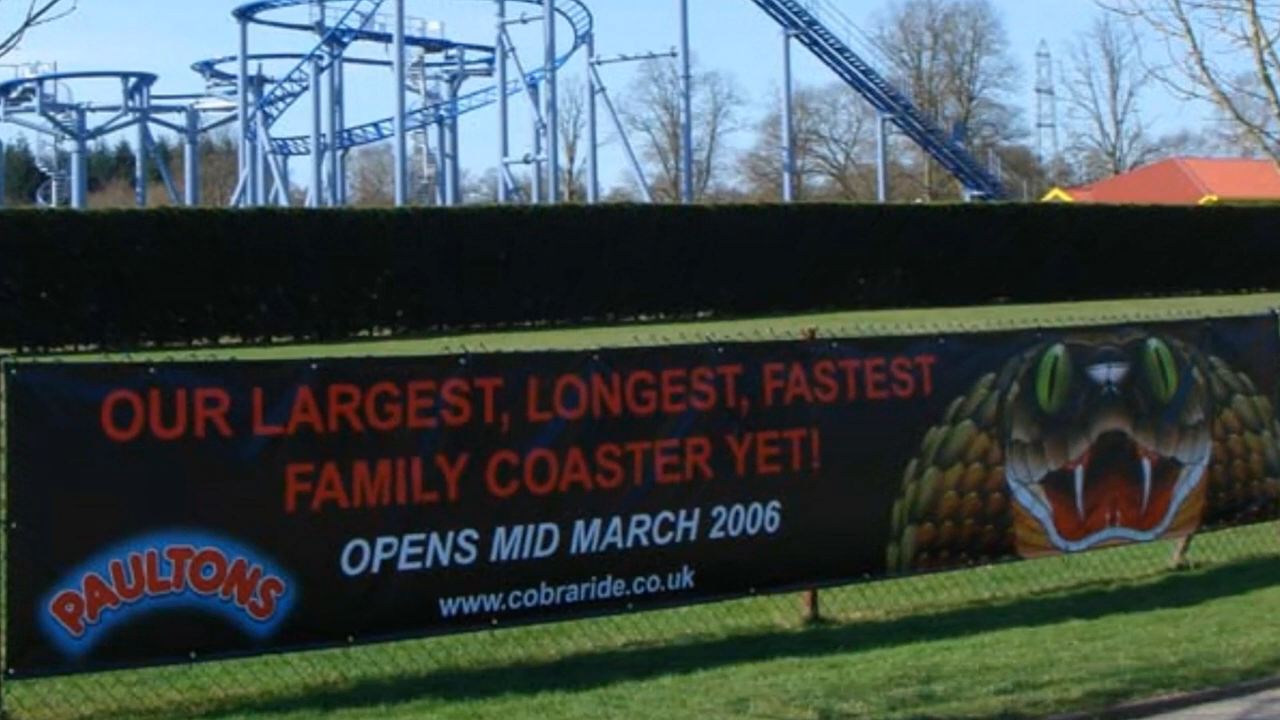 OUR LARGEST, LONGEST, FASTEST
FAMILY COASTER YET!
OPENS MID MARCH 2006
www.cobraride.co.uk
PAULTONS